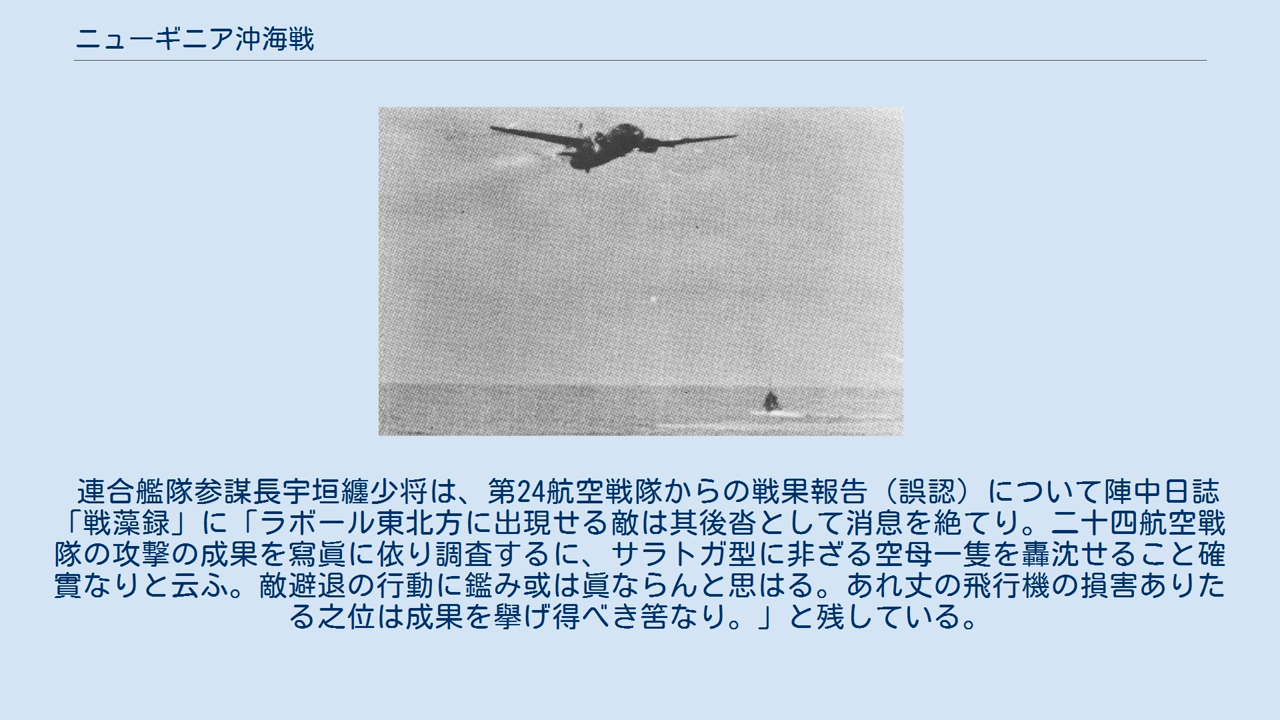 ニューギニア沖海戦
連合艦隊参謀長宇垣纏少将は、第24航空戦隊からの戦果報告（誤認）について陣中日誌
「戦藻録」に「ラボール東北方に出現せる敵は其後沓として消息を絶てり。二十四航空戰
隊の攻撃の成果を寫眞に依り調査するに、サラトガ型に非ざる空母一隻を轟沈せること確
實なりと云ふ。敵避退の行動に鑑み或は眞ならんと思はる。あれ丈の飛行機の損害ありた
る之位は成果を擧げ得べき筈なり。」と残している。